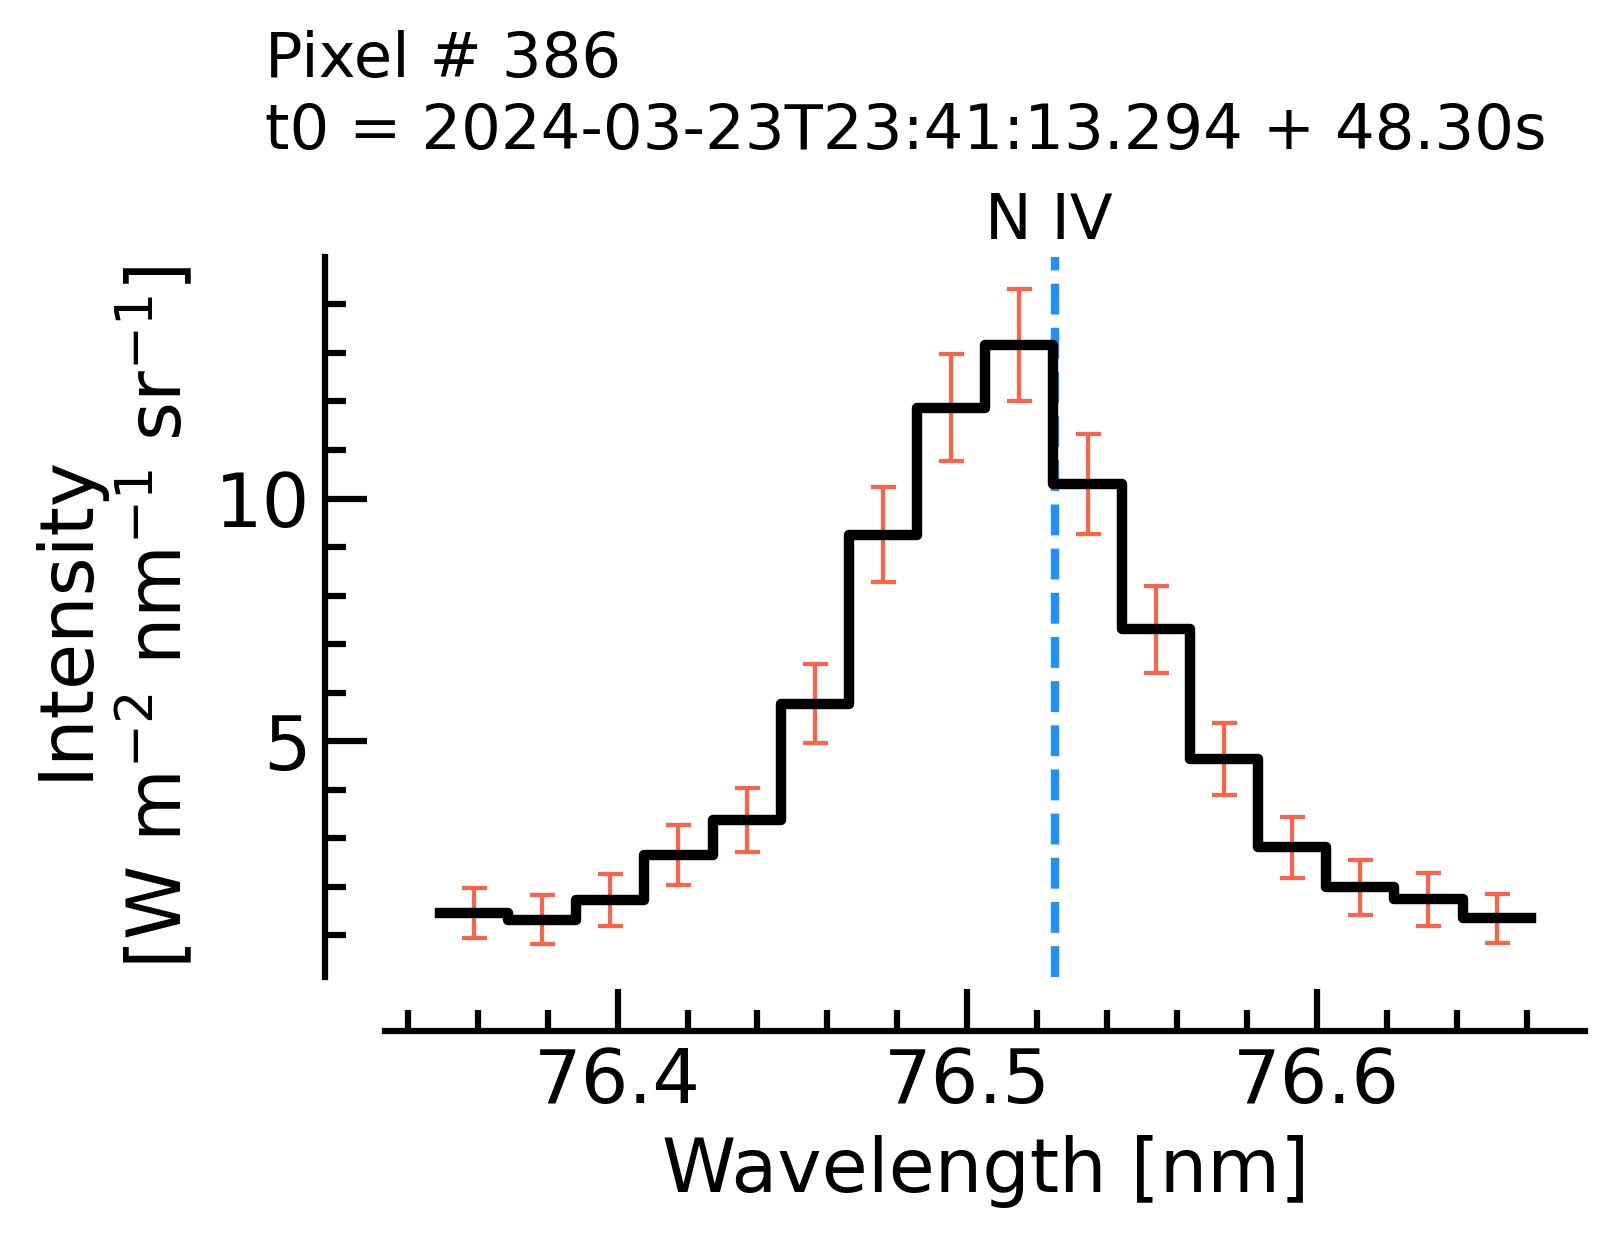 Pixel # 386
t0 = 2024-03-23T23:41:13.294 + 48.30s
N IV
Intensity
[W m⁻² nm⁻¹ sr⁻¹]
10
5
76.4 76.5 76.6
Wavelength [nm]